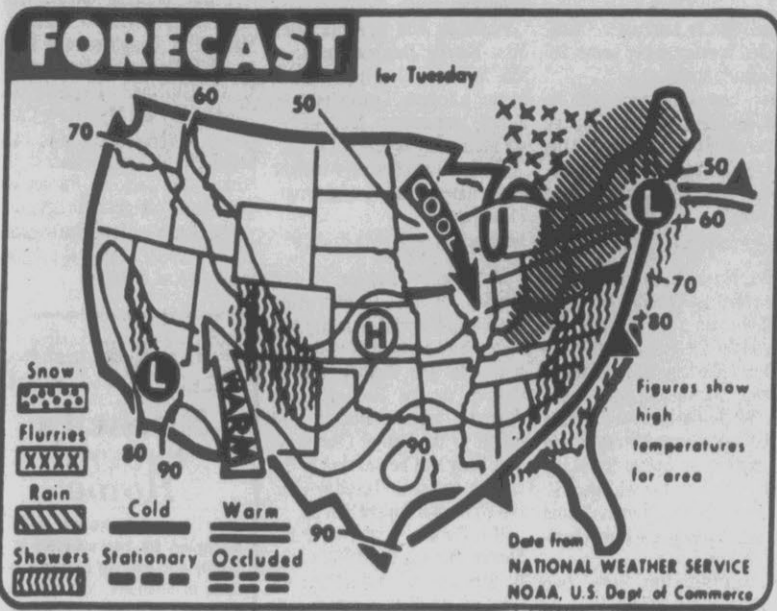 FORECAST
for Tuesday
60
50
70
COOL
50
L
60
70
80
H
L
WARM
80
90
90
90
Figures show
high
temperatures
for area
Snow
Flurries
XXXX
Rain
Showers
Cold
Warm
Stationary
Occluded
Data from
NATIONAL WEATHER SERVICE
NOAA, U.S. Dept. of Commerce